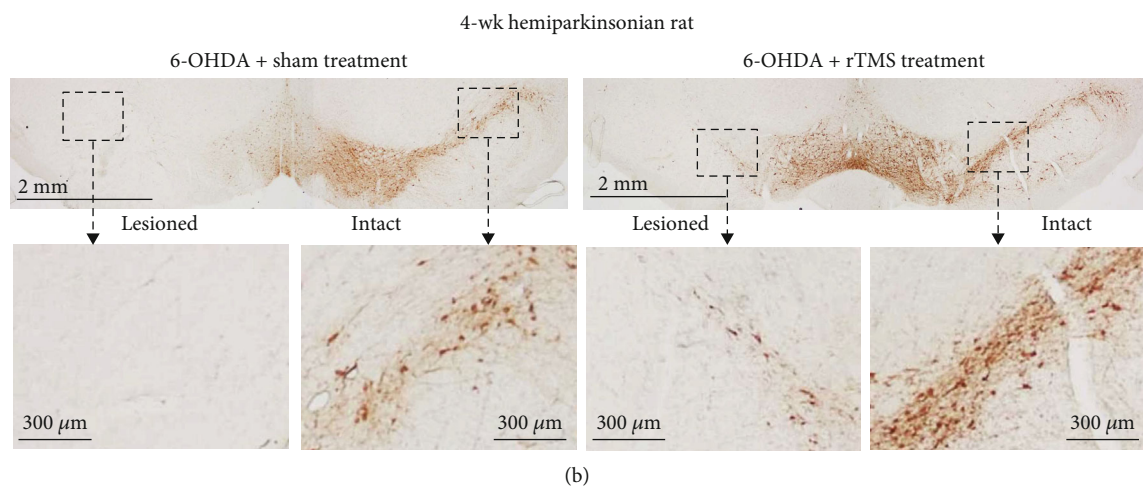 4-wk hemiparkinsonian rat
6-OHDA + sham treatment
6-OHDA + rTMS treatment
2 mm
2 mm
Lesioned
Intact
Lesioned
Intact
300 μm
300 μm
300 μm
300 μm
(b)